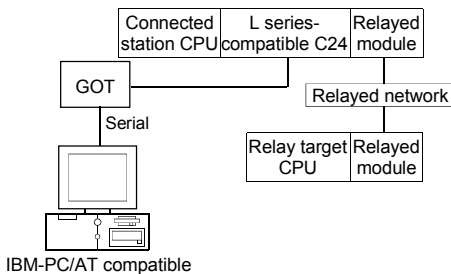 Connected
station CPU
L series-
compatible C24
Relayed
module
GOT
Relayed network
Serial
Relay target
CPU
Relayed
module
IBM-PC/AT compatible